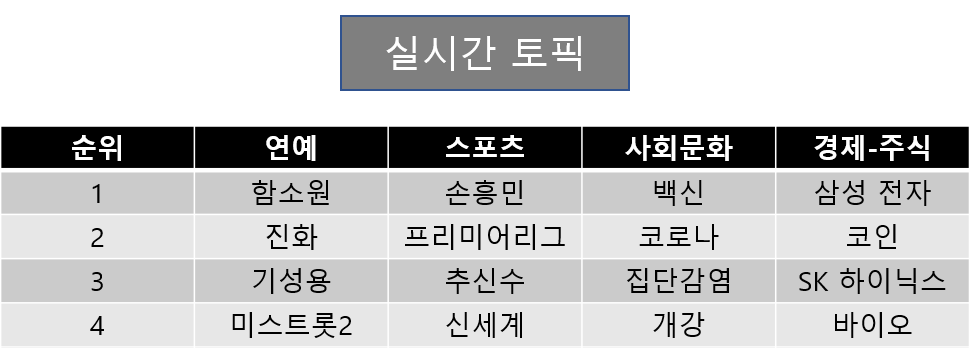 실시간 토픽
순위 연예 스포츠 사회문화 경제-주식
1 함소원 손흥민 백신 삼성 전자
2 진화 프리미어리그 코로나 코인
3 기성용 추신수 집단감염 SK 하이닉스
4 미스트롯2 신세계 개강 바이오